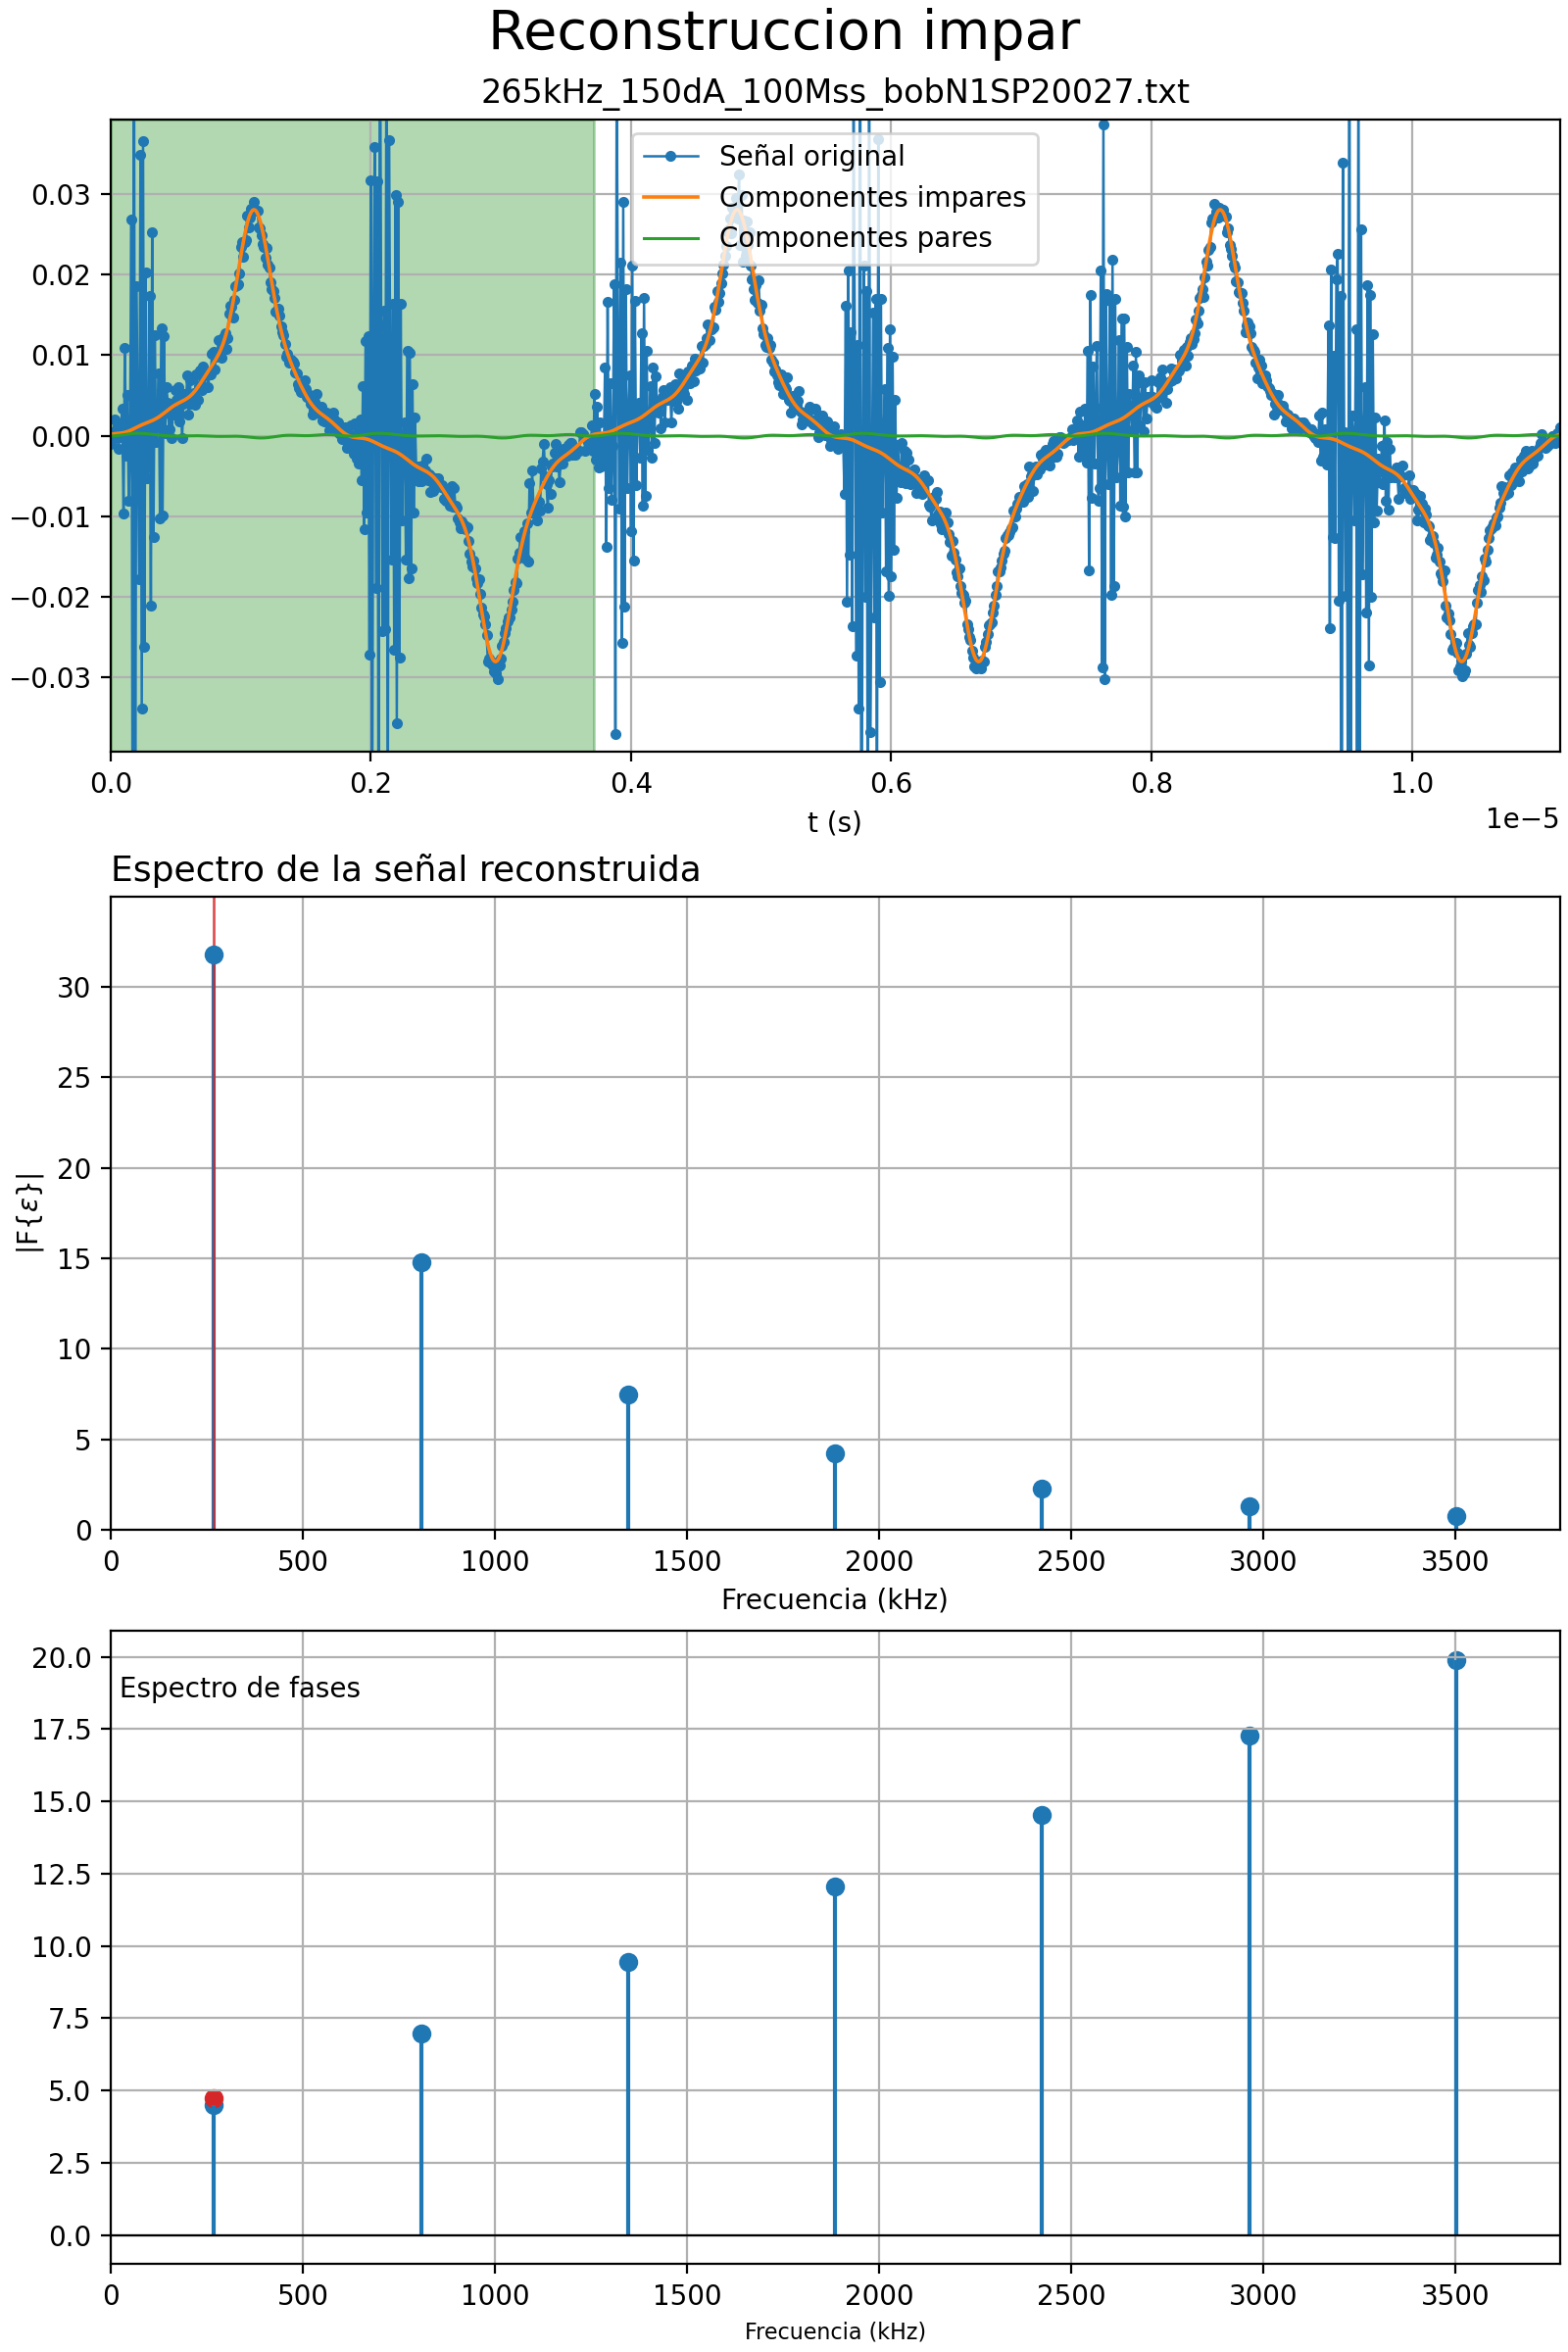 Reconstruccion impar
265kHz_150dA_100Mss_bobN1SP20027.txt
Señal original
Componentes impares
Componentes pares
0.03
0.02
0.01
0.00
−0.01
−0.02
−0.03
0.0 0.2 0.4 0.6 0.8 1.0
t (s)
1e−5
Espectro de la señal reconstruida
|F{ε}|
30
25
20
15
10
5
0
0 500 1000 1500 2000 2500 3000 3500
Frecuencia (kHz)
Espectro de fases
20.0
17.5
15.0
12.5
10.0
7.5
5.0
2.5
0.0
0 500 1000 1500 2000 2500 3000 3500
Frecuencia (kHz)